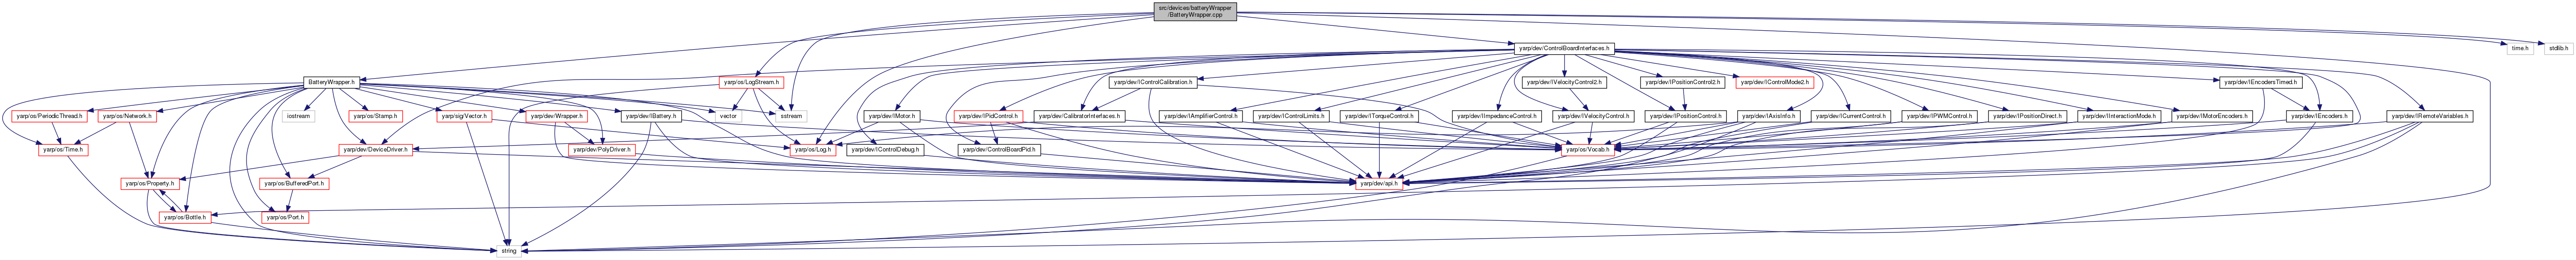 src/devices/batteryWrapper
/BatteryWrapper.cpp
yarp/dev/ControlBoardInterfaces.h
time.h
stdlib.h
BatteryWrapper.h
yarp/os/LogStream.h
yarp/dev/IControlCalibration.h
yarp/dev/IVelocityControl2.h
yarp/dev/IPositionControl2.h
yarp/dev/IControlMode2.h
yarp/dev/IEncodersTimed.h
yarp/os/PeriodicThread.h
yarp/os/Network.h
iostream
yarp/os/Stamp.h
yarp/sig/Vector.h
yarp/dev/Wrapper.h
yarp/dev/IBattery.h
vector
sstream
yarp/dev/IMotor.h
yarp/dev/IPidControl.h
yarp/dev/CalibratorInterfaces.h
yarp/dev/IAmplifierControl.h
yarp/dev/IControlLimits.h
yarp/dev/ITorqueControl.h
yarp/dev/IImpedanceControl.h
yarp/dev/IVelocityControl.h
yarp/dev/IPositionControl.h
yarp/dev/IAxisInfo.h
yarp/dev/ICurrentControl.h
yarp/dev/IPWMControl.h
yarp/dev/IPositionDirect.h
yarp/dev/IInteractionMode.h
yarp/dev/IMotorEncoders.h
yarp/dev/IEncoders.h
yarp/dev/IRemoteVariables.h
yarp/os/Time.h
yarp/dev/DeviceDriver.h
yarp/dev/PolyDriver.h
yarp/os/Log.h
yarp/dev/IControlDebug.h
yarp/dev/ControlBoardPid.h
yarp/os/Vocab.h
yarp/os/Property.h
yarp/os/BufferedPort.h
yarp/dev/api.h
yarp/os/Bottle.h
yarp/os/Port.h
string